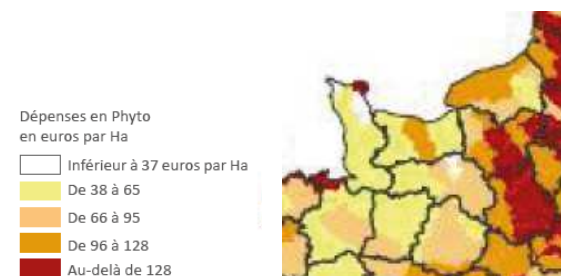 Dépenses en Phyto
en euros par Ha
Inférieur à 37 euros par Ha
De 38 à 65
De 66 à 95
De 96 à 128
Au-delà de 128